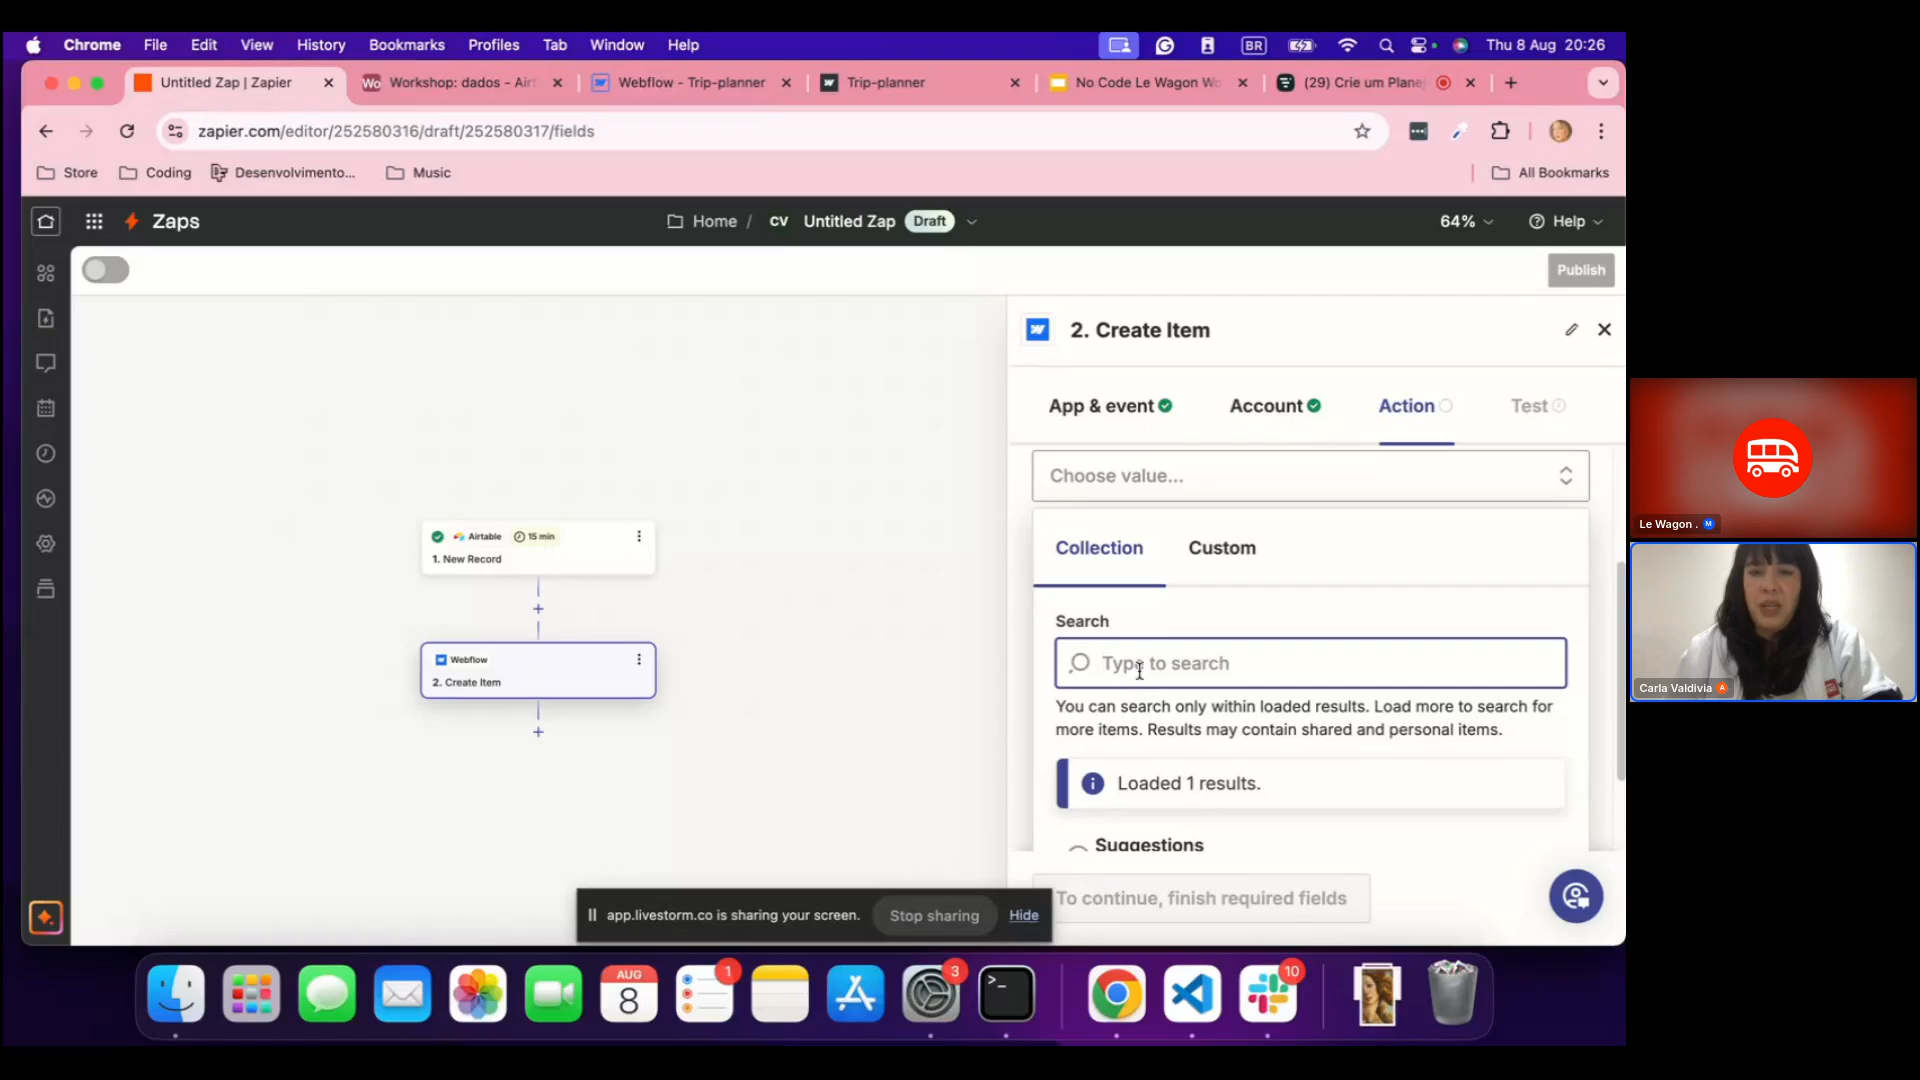 Chrome File Edit View History Bookmarks Profiles Tab Window Help BR Thu 8 Aug 20:26
Untitled Zap | Zapier Wo Workshop: dados - Air Webflow - Trip-planner Trip-planner No Code Le Wagon Wo (29) Crie um Plane
zapier.com/editor/252580316/draft/252580317/fields
Store Coding Desenvolvimento... Music All Bookmarks
Zaps Home / CV Untitled Zap Draft 64% Help
Publish
2. Create Item
App & event Account Action Test
Choose value...
Collection Custom
Search
Type to search
You can search only within loaded results. Load more to search for
more items. Results may contain shared and personal items.
Loaded 1 results.
Suggestions
To continue, finish required fields
Airtable 15 min
1. New Record
Webflow
2. Create Item
app.livestorm.co is sharing your screen. Stop sharing Hide
AUG
8
1
3
10
Le Wagon . M
Carla Valdivia A